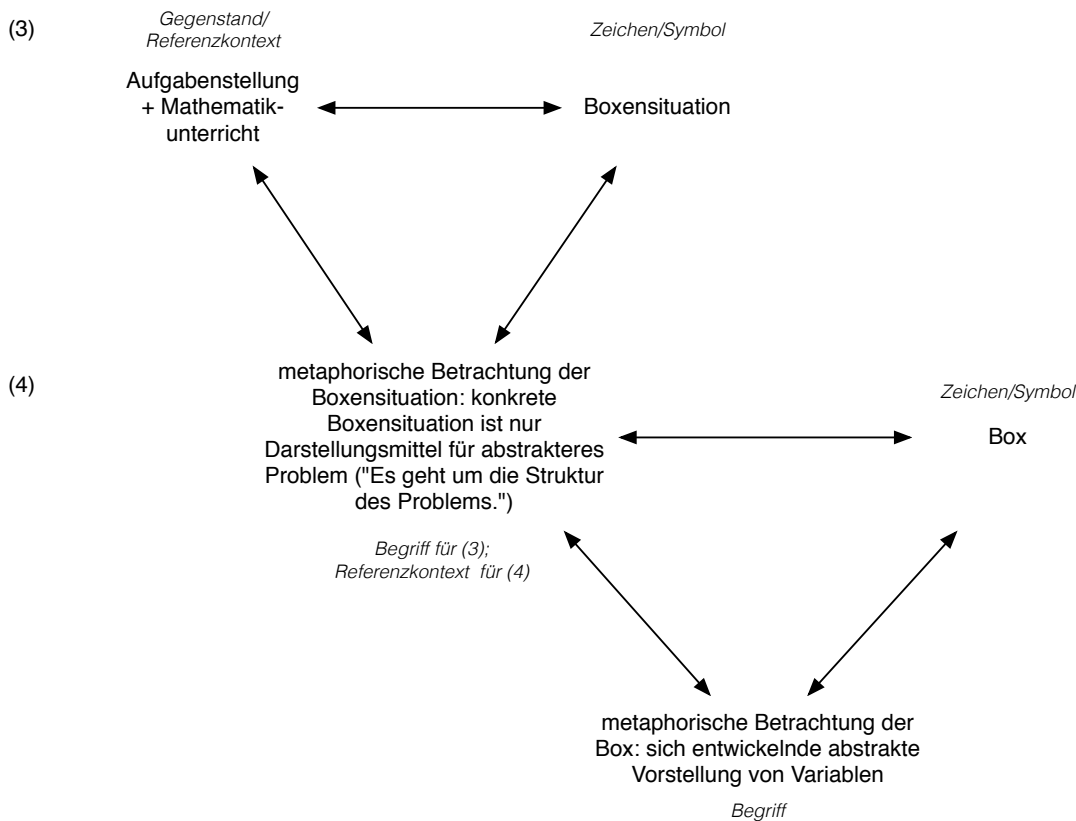 (3)
Gegenstand/
Referenzkontext
Zeichen/Symbol
Aufgabenstellung
+ Mathematik-
unterricht
Boxensituation
(4)
metaphorische Betrachtung der
Boxensituation: konkrete
Boxensituation ist nur
Darstellungsmittel für abstrakteres
Problem ("Es geht um die Struktur
des Problems.")
Zeichen/Symbol
Box
Begriff für (3);
Referenzkontext für (4)
metaphorische Betrachtung der
Box: sich entwickelnde abstrakte
Vorstellung von Variablen
Begriff